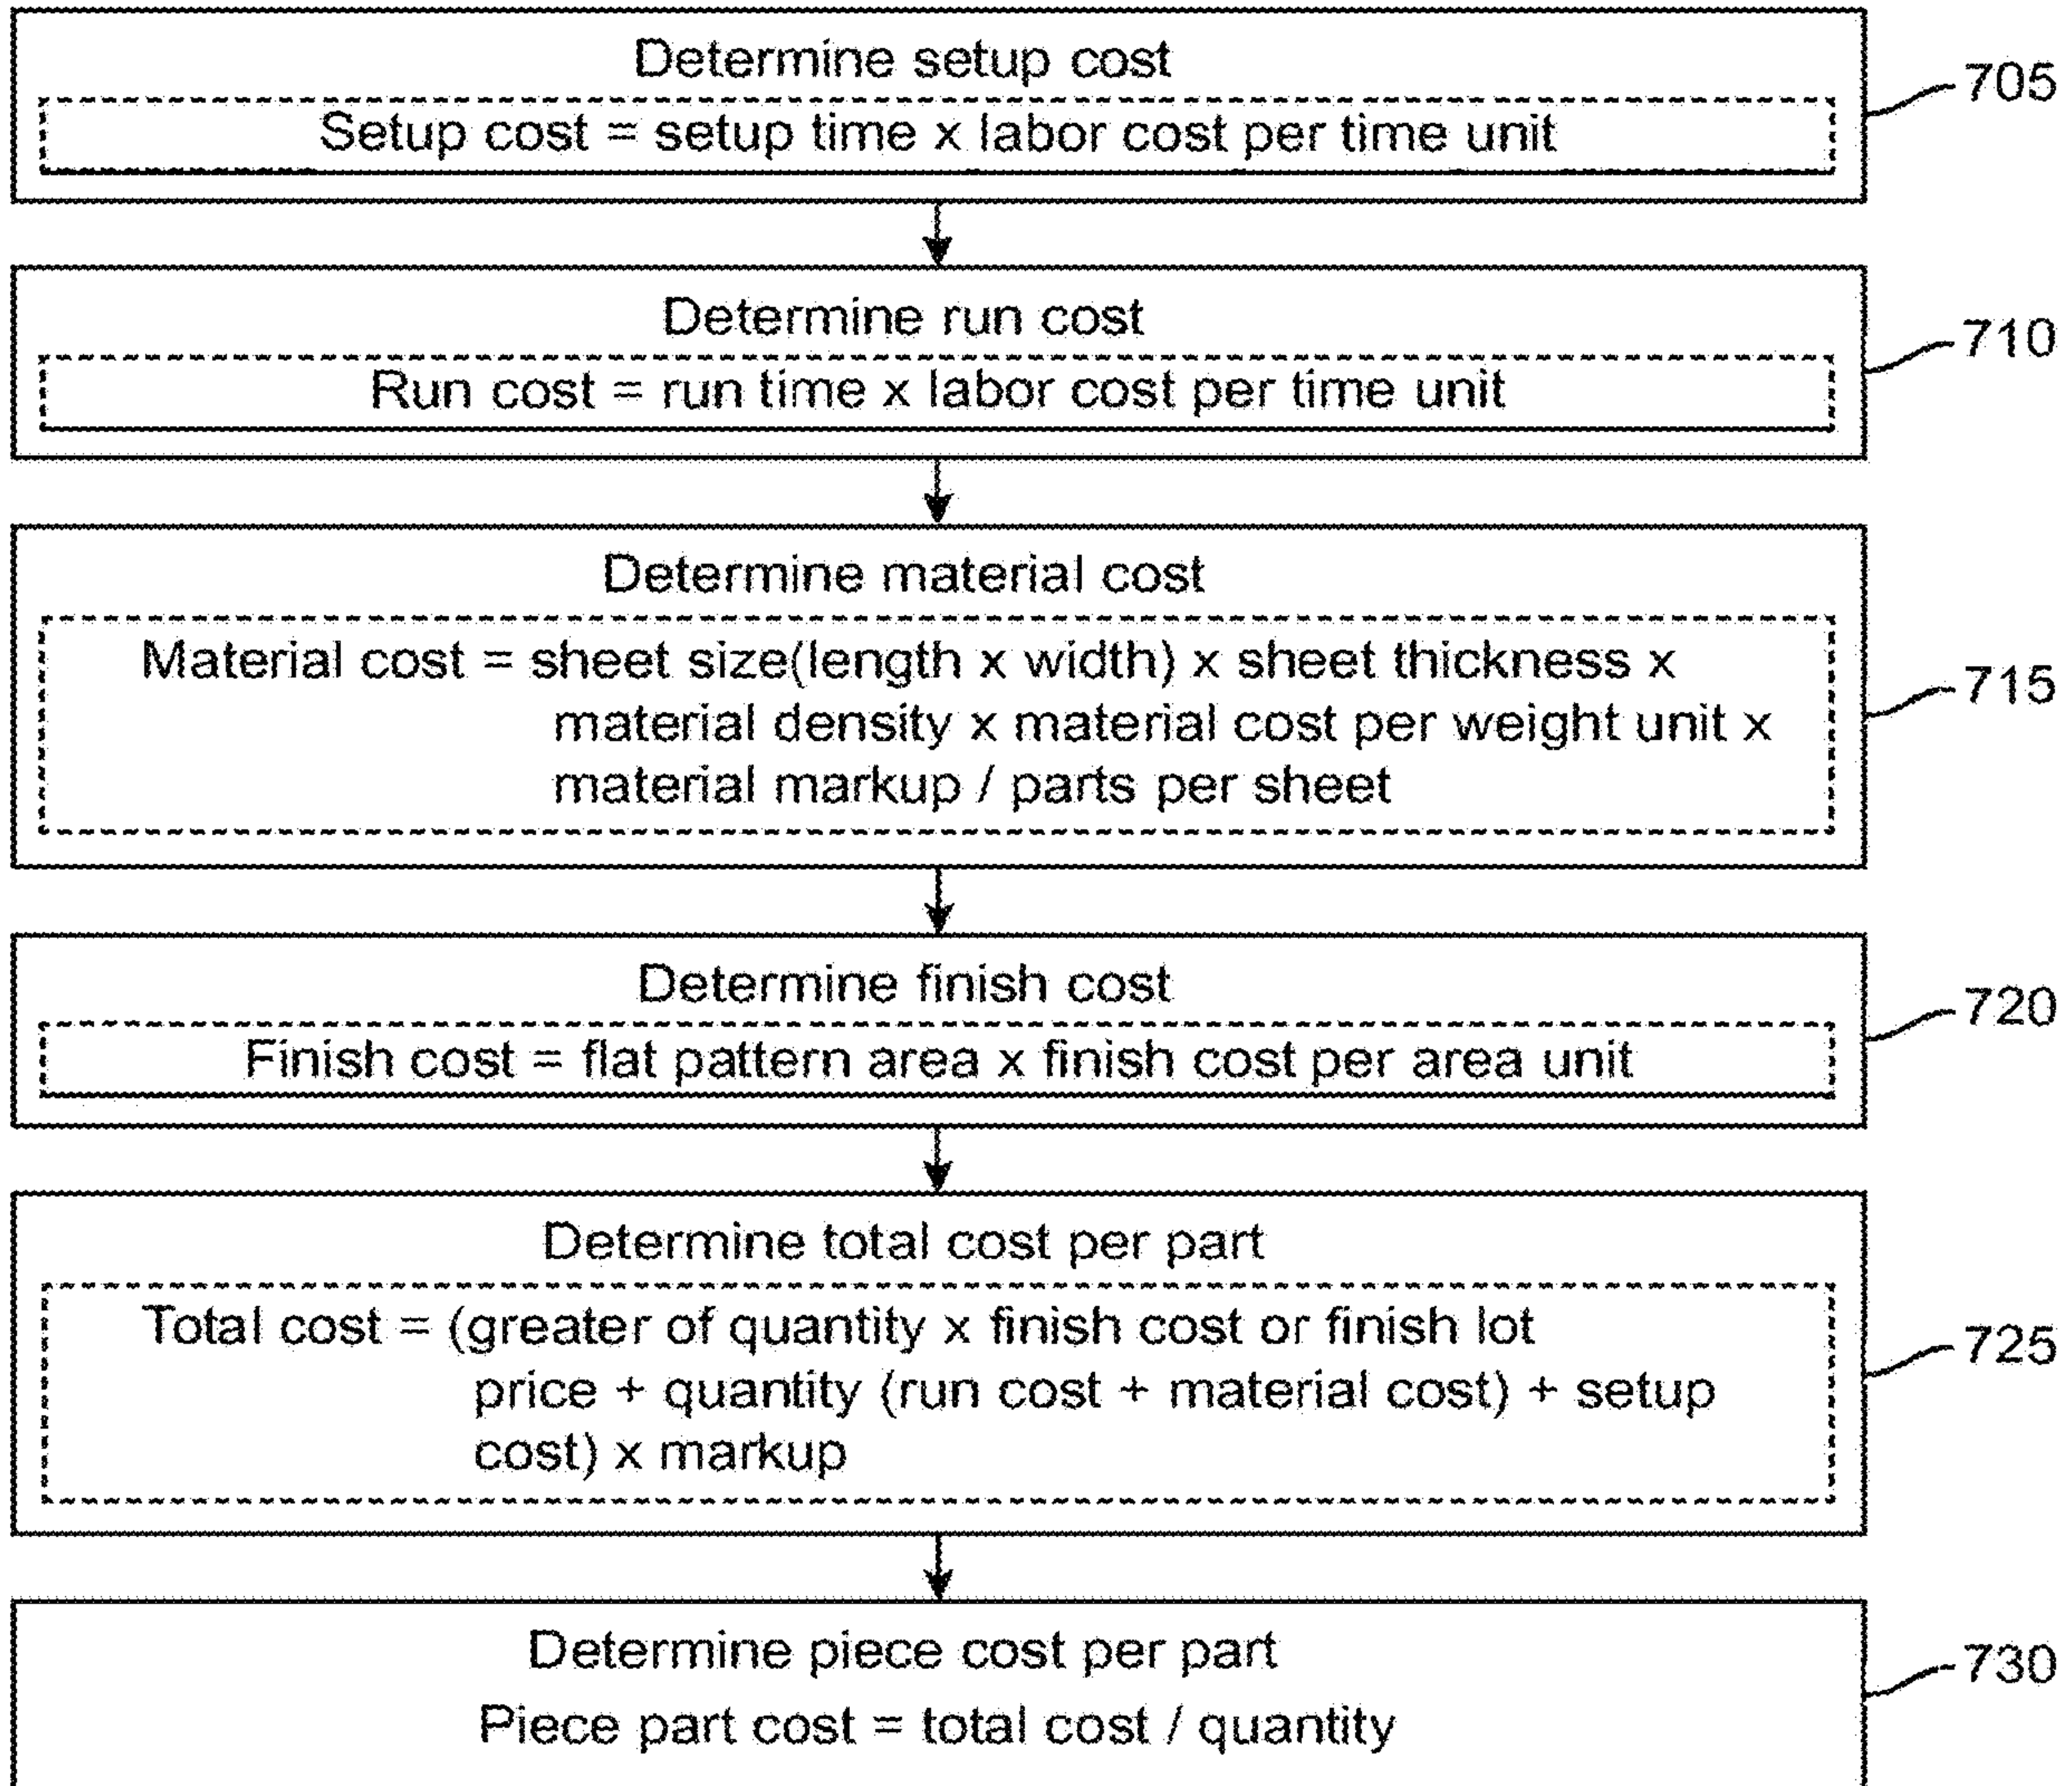 Determine setup cost
Setup cost = setup time x labor cost per time unit
705
Determine run cost
Run cost = run time x labor cost per time unit
710
Determine material cost
Material cost = sheet size(length x width) x sheet thickness x
material density x material cost per weight unit x
material markup / parts per sheet
715
Determine finish cost
Finish cost = flat pattern area x finish cost per area unit
720
Determine total cost per part
Total cost = (greater of quantity x finish cost or finish lot
price + quantity (run cost + material cost) + setup
cost) x markup
725
Determine piece cost per part
Piece part cost = total cost / quantity
730